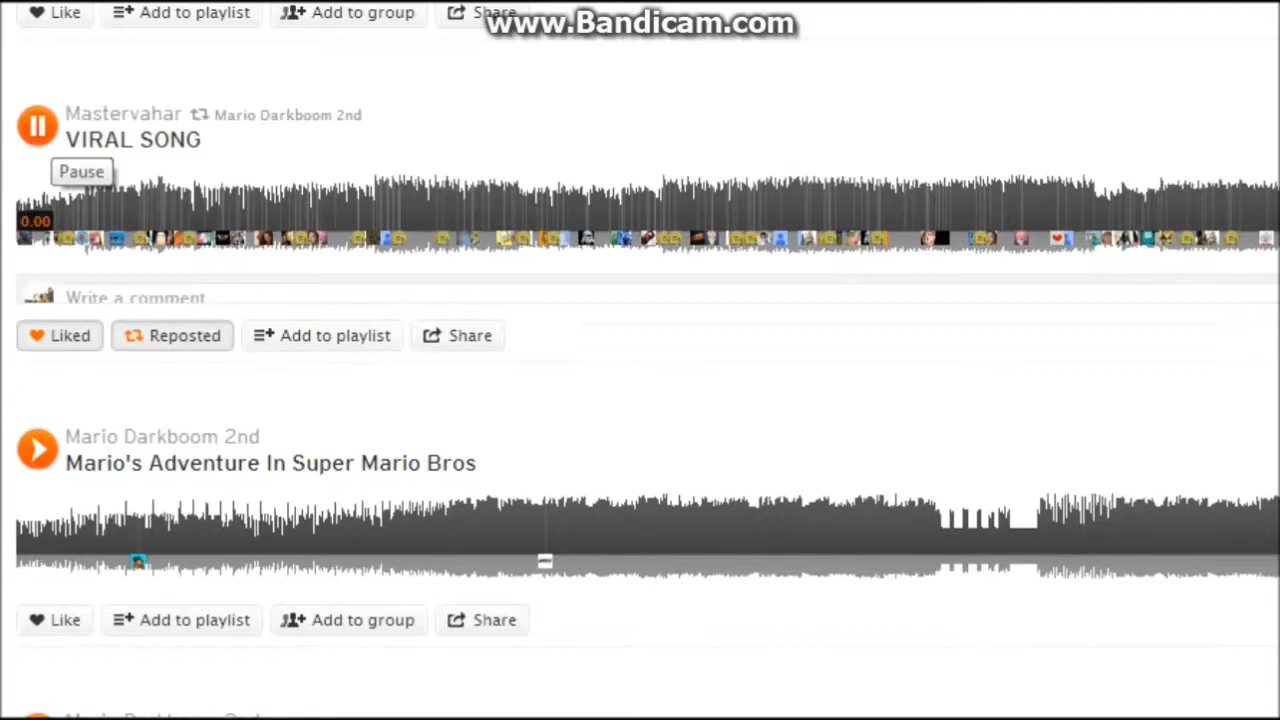 Like Add to playlist Add to group Share
www.Bandicam.com
Mastervahar Mario Darkboom 2nd
VIRAL SONG
Pause
0.00
Write a comment
Liked Reposted Add to playlist Share
Mario Darkboom 2nd
Mario's Adventure In Super Mario Bros
Like Add to playlist Add to group Share